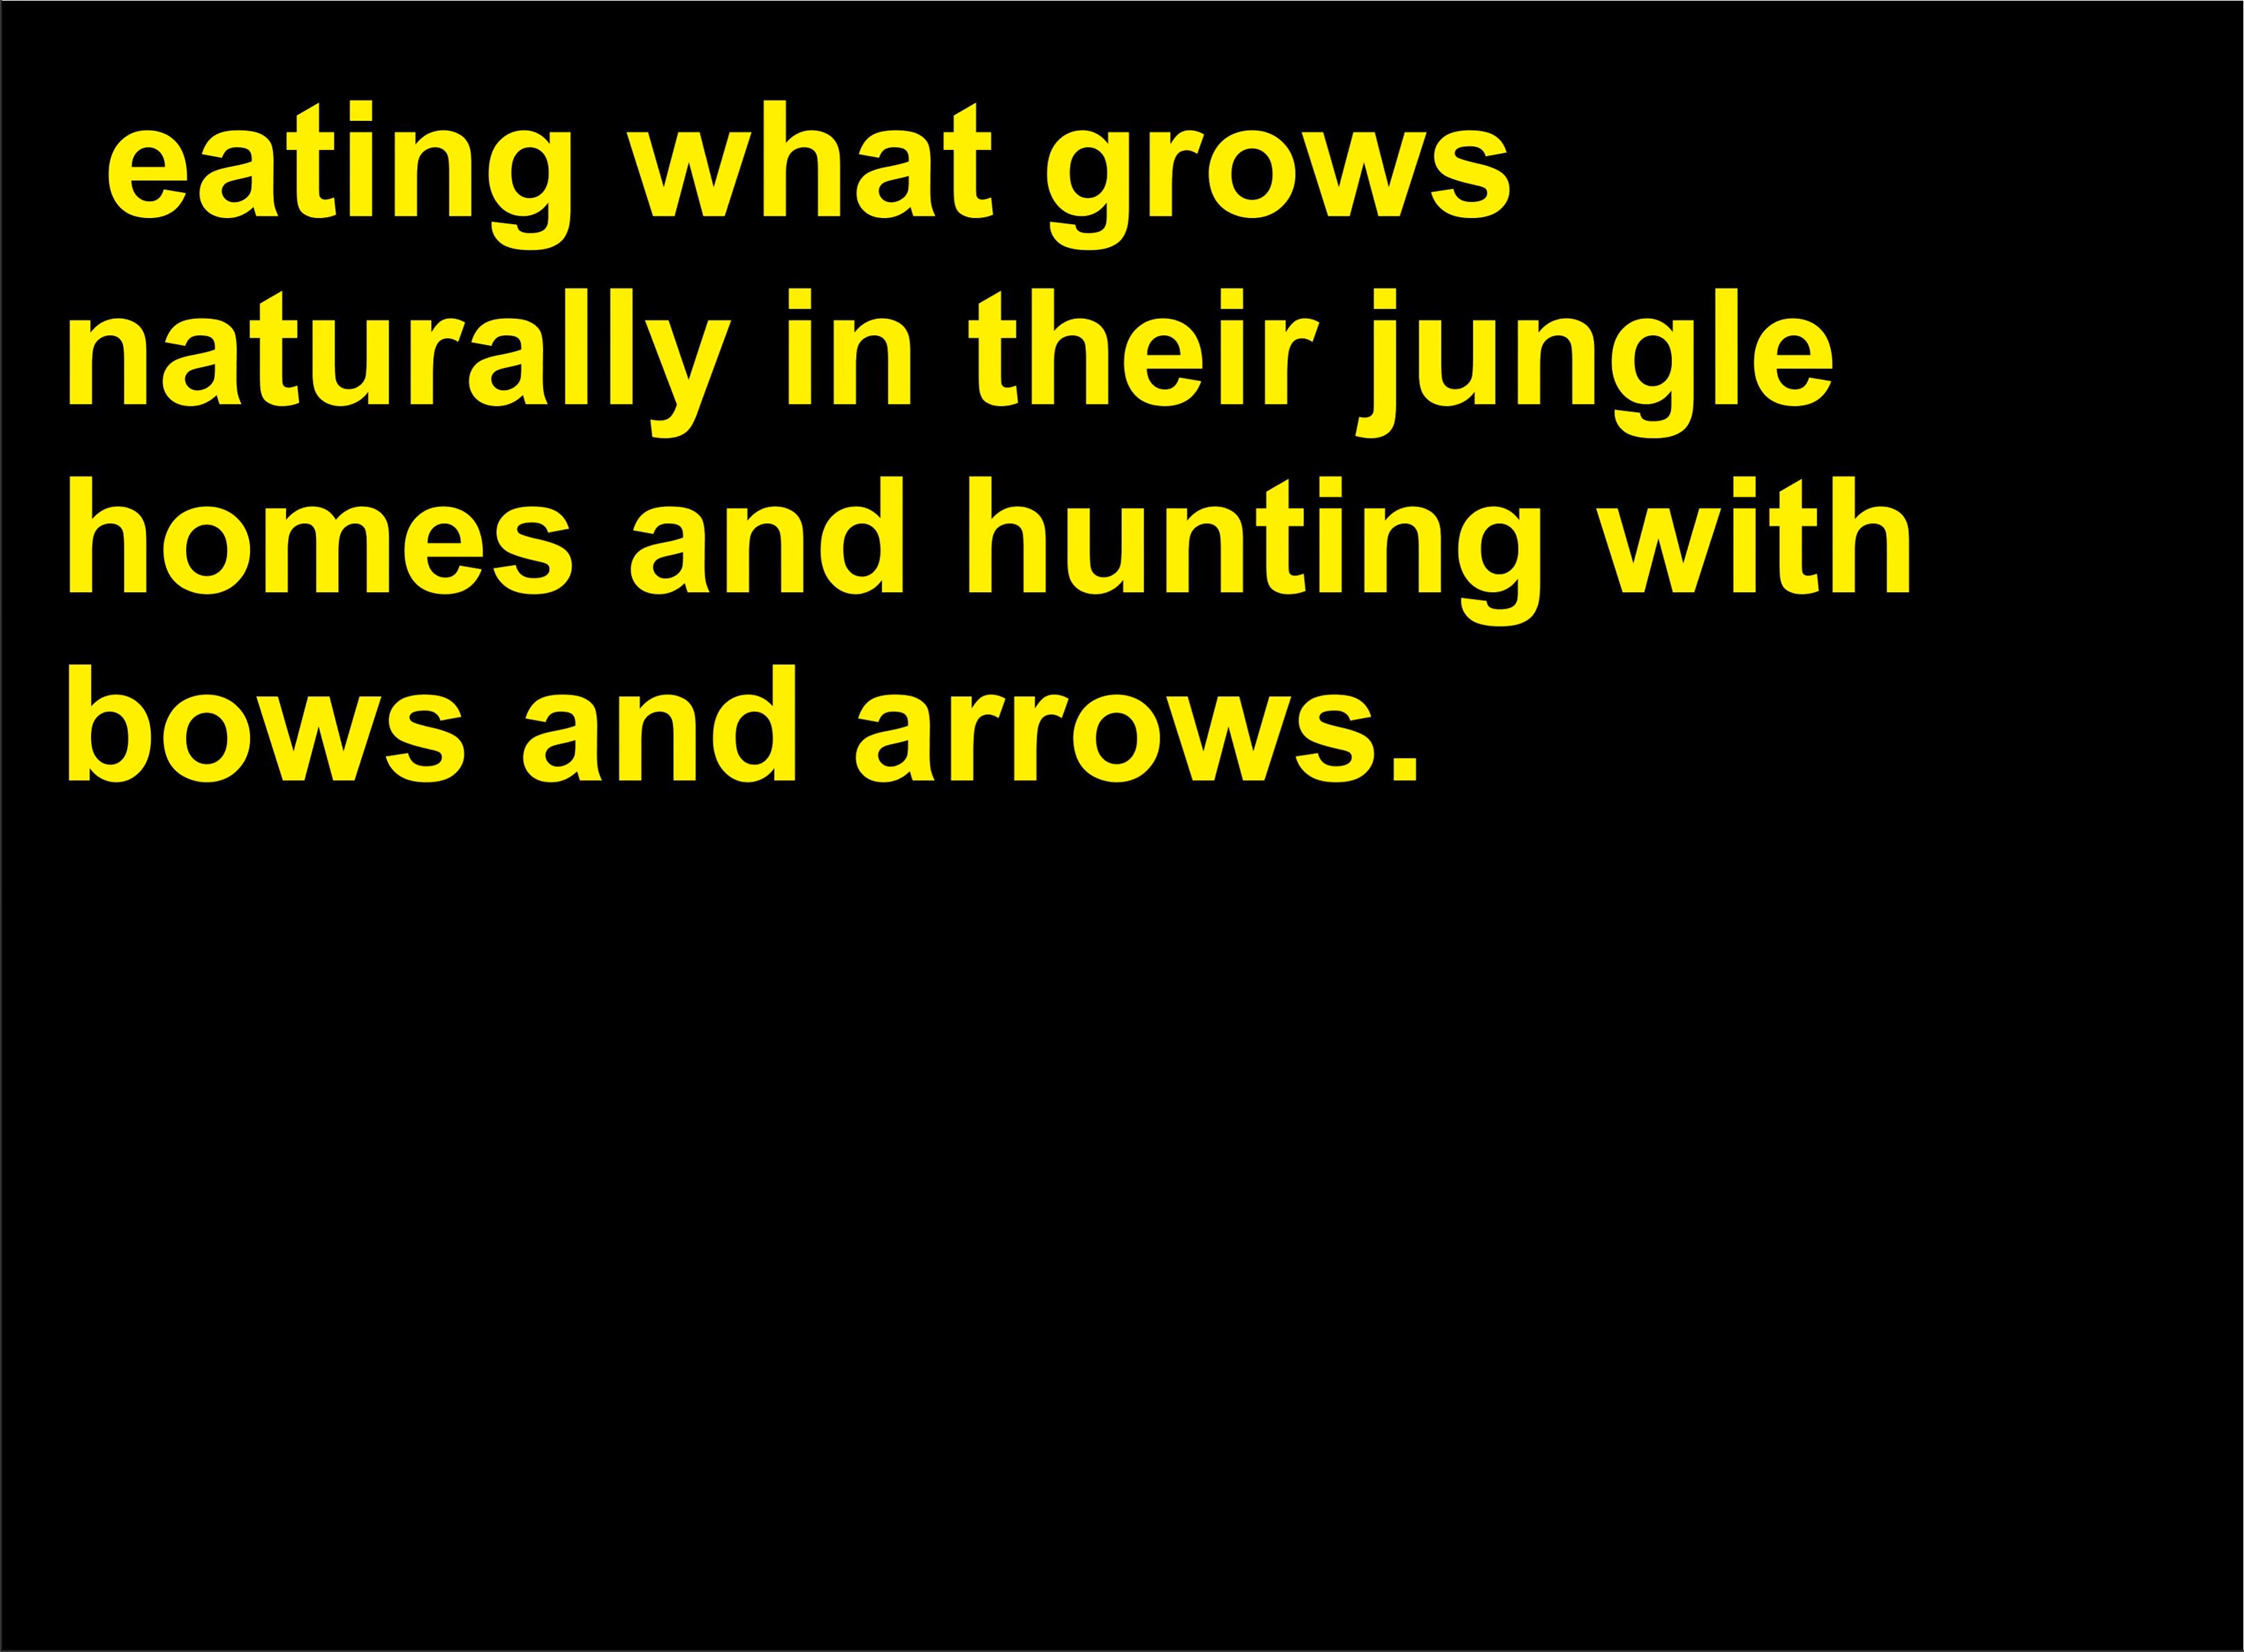 eating what grows
naturally in their jungle
homes and hunting with
bows and arrows.